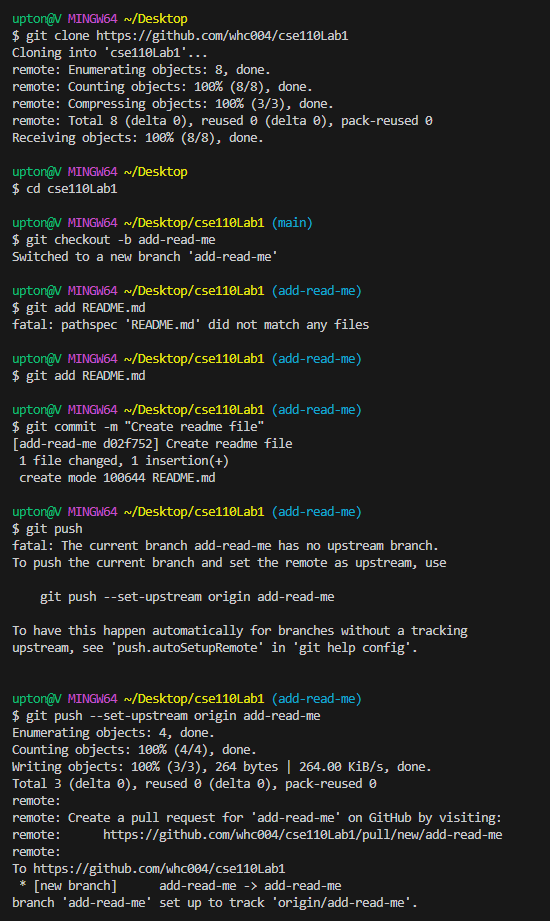 upton@V MINGW64 ~/Desktop
$ git clone https://github.com/whc004/cse110Lab1
Cloning into 'cse110Lab1'...
remote: Enumerating objects: 8, done.
remote: Counting objects: 100% (8/8), done.
remote: Compressing objects: 100% (3/3), done.
remote: Total 8 (delta 0), reused 0 (delta 0), pack-reused 0
Receiving objects: 100% (8/8), done.

upton@V MINGW64 ~/Desktop
$ cd cse110Lab1

upton@V MINGW64 ~/Desktop/cse110Lab1 (main)
$ git checkout -b add-read-me
Switched to a new branch 'add-read-me'

upton@V MINGW64 ~/Desktop/cse110Lab1 (add-read-me)
$ git add README.md
fatal: pathspec 'README.md' did not match any files

upton@V MINGW64 ~/Desktop/cse110Lab1 (add-read-me)
$ git add README.md

upton@V MINGW64 ~/Desktop/cse110Lab1 (add-read-me)
$ git commit -m "Create readme file"
[add-read-me d02f752] Create readme file
 1 file changed, 1 insertion(+)
 create mode 100644 README.md

upton@V MINGW64 ~/Desktop/cse110Lab1 (add-read-me)
$ git push
fatal: The current branch add-read-me has no upstream branch.
To push the current branch and set the remote as upstream, use

    git push --set-upstream origin add-read-me

To have this happen automatically for branches without a tracking
upstream, see 'push.autoSetupRemote' in 'git help config'.


upton@V MINGW64 ~/Desktop/cse110Lab1 (add-read-me)
$ git push --set-upstream origin add-read-me
Enumerating objects: 4, done.
Counting objects: 100% (4/4), done.
Writing objects: 100% (3/3), 264 bytes | 264.00 KiB/s, done.
Total 3 (delta 0), reused 0 (delta 0), pack-reused 0
remote:
remote: Create a pull request for 'add-read-me' on GitHub by visiting:
remote:      https://github.com/whc004/cse110Lab1/pull/new/add-read-me
remote:
To https://github.com/whc004/cse110Lab1
 * [new branch]      add-read-me -> add-read-me
branch 'add-read-me' set up to track 'origin/add-read-me'.